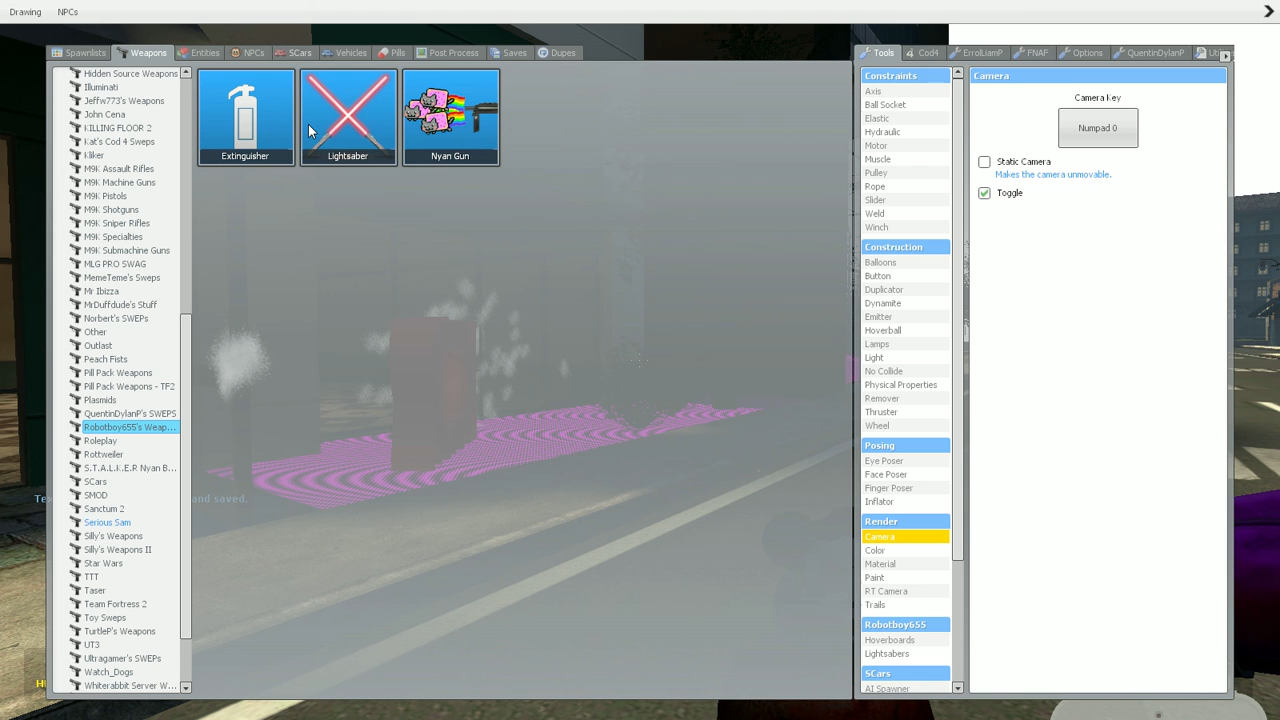 Drawing NPCs
Spawnlists Weapons Entities NPCs SCars Vehicles Pills Post Process Saves Dupes
Hidden Source Weapons
Illuminati
Jeffw773's Weapons
John Cena
KILLING FLOOR 2
Kat's Cod 4 Sweps
Kliker
M9K Assault Rifles
M9K Machine Guns
M9K Pistols
M9K Shotguns
M9K Sniper Rifles
M9K Specialties
M9K Submachine Guns
MLG PRO SWAG
MemeTeme's Sweps
Mr Ibizza
MrDuffdude's Stuff
Norbert's SWEPs
Other
Outlast
Peach Fists
Pill Pack Weapons
Pill Pack Weapons - TF2
Plasmids
QuentinDylanP's SWEPS
Robotboy655's Weap...
Roleplay
Rottweiler
S.T.A.L.K.E.R Nyan B...
SCars
SMOD
Sanctum 2
Serious Sam
Silly's Weapons
Silly's Weapons II
Star Wars
TTT
Taser
Team Fortress 2
Toy Sweps
TurtleP's Weapons
UT3
Ultragamer's SWEPs
Watch_Dogs
Whiterabbit Server W...
Extinguisher
Lightsaber
Nyan Gun
and saved.
Tools Cod4 ErrolLiamP FNAF Options QuentinDylanP
Constraints
Axis
Ball Socket
Elastic
Hydraulic
Motor
Muscle
Pulley
Rope
Slider
Weld
Winch
Construction
Balloons
Button
Duplicator
Dynamite
Emitter
Hoverball
Lamps
Light
No Collide
Physical Properties
Remover
Thruster
Wheel
Posing
Eye Poser
Face Poser
Finger Poser
Inflator
Render
Camera
Color
Material
Paint
RT Camera
Trails
Robotboy655
Hoverboards
Lightsabers
SCars
AI Spawner
Camera
Camera Key
Numpad 0
Static Camera
Makes the camera unmovable.
Toggle